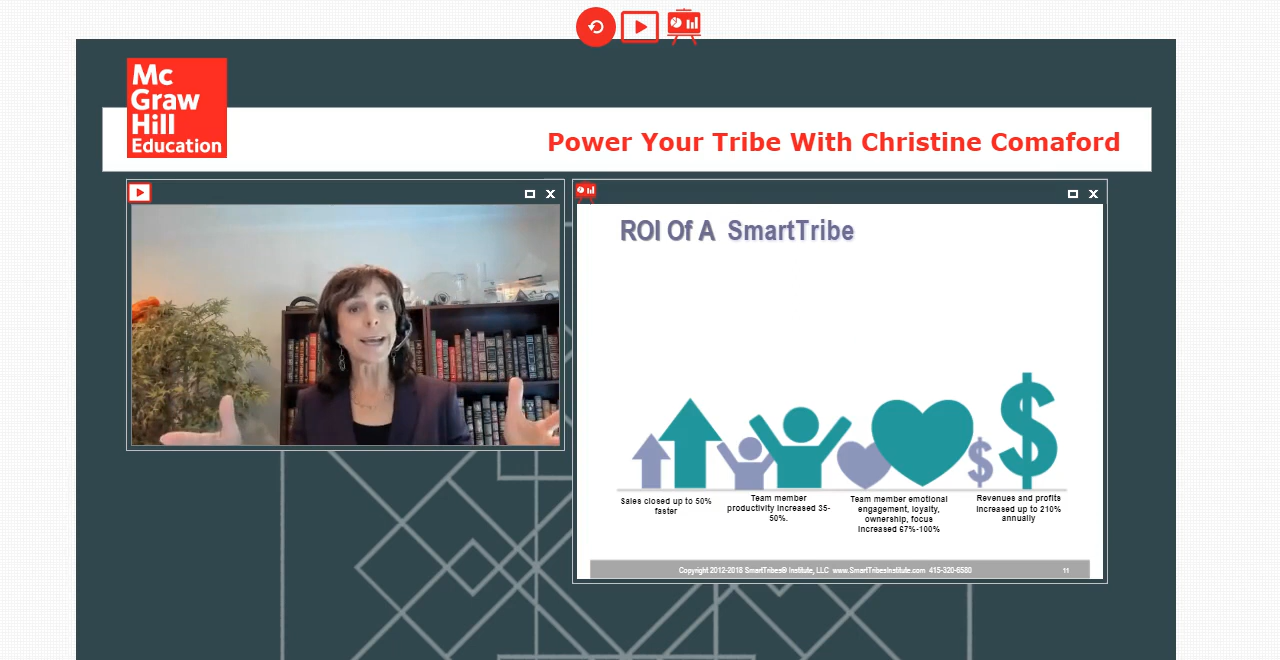 Mc
Graw
Hill
Education
Power Your Tribe With Christine Comaford
ROI Of A SmartTribe
Sales closed up to 50%
faster
Team member
productivity increased 35-
50%.
Team member emotional
engagement, loyalty,
ownership, focus
increased 67%-100%
Revenues and profits
increased up to 210%
annually
Copyright 2012-2018 SmartTribes® Institute, LLC www.SmartTribesInstitute.com 415-320-6580 11